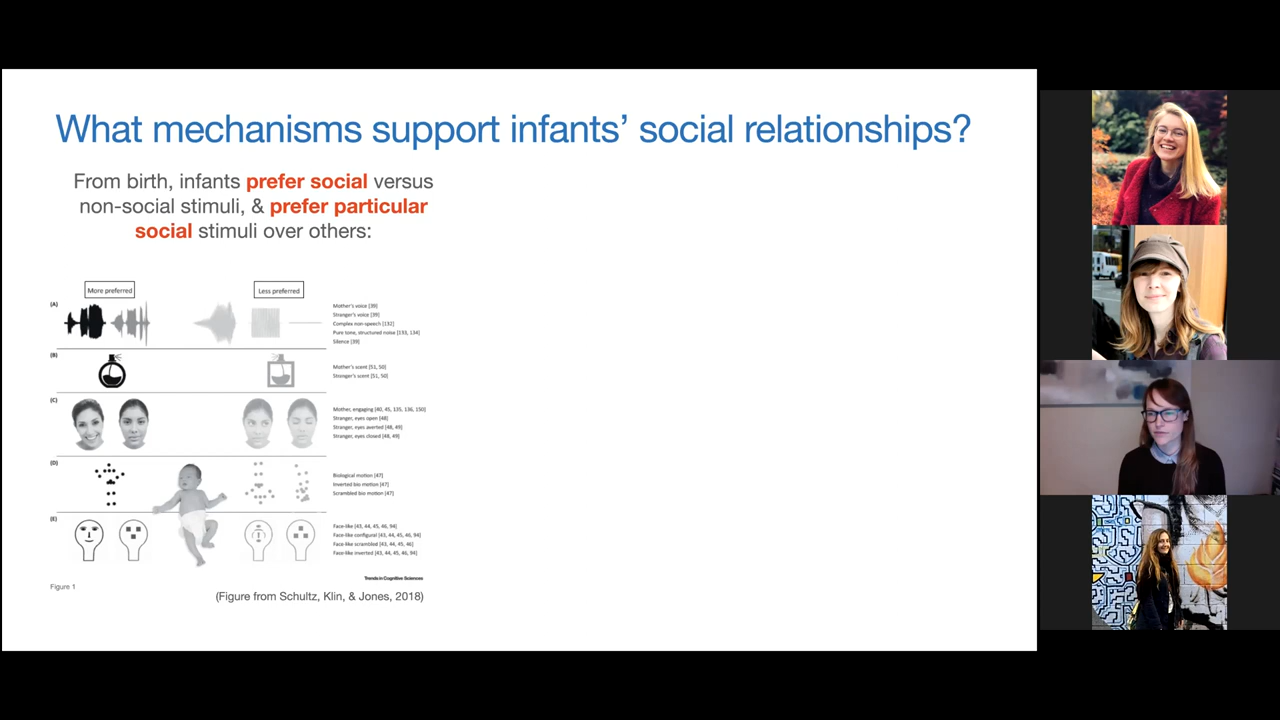 What mechanisms support infants' social relationships?
From birth, infants prefer social versus
non-social stimuli, & prefer particular
social stimuli over others:
More preferred
Less preferred
(A)
Mother's voice [39]
Stranger's voice [39]
Complex non-speech [132]
Pure tone, structured noise [133, 134]
Silence [39]
(B)
Mother's scent [51, 50]
Stranger's scent [51, 50]
(C)
Mother, engaging [40, 45, 135, 136, 150]
Stranger, eyes open [48]
Stranger, eyes averted [48, 49]
Stranger, eyes closed [48, 49]
(D)
Biological motion [47]
Inverted bio motion [47]
Scrambled bio motion [47]
(E)
Face-like [43, 44, 45, 46, 94]
Face-like configural [43, 44, 45, 46, 94]
Face-like scrambled [43, 44, 45, 46]
Face-like inverted [43, 44, 45, 46, 94]
Trends in Cognitive Sciences
Figure 1
(Figure from Schultz, Klin, & Jones, 2018)